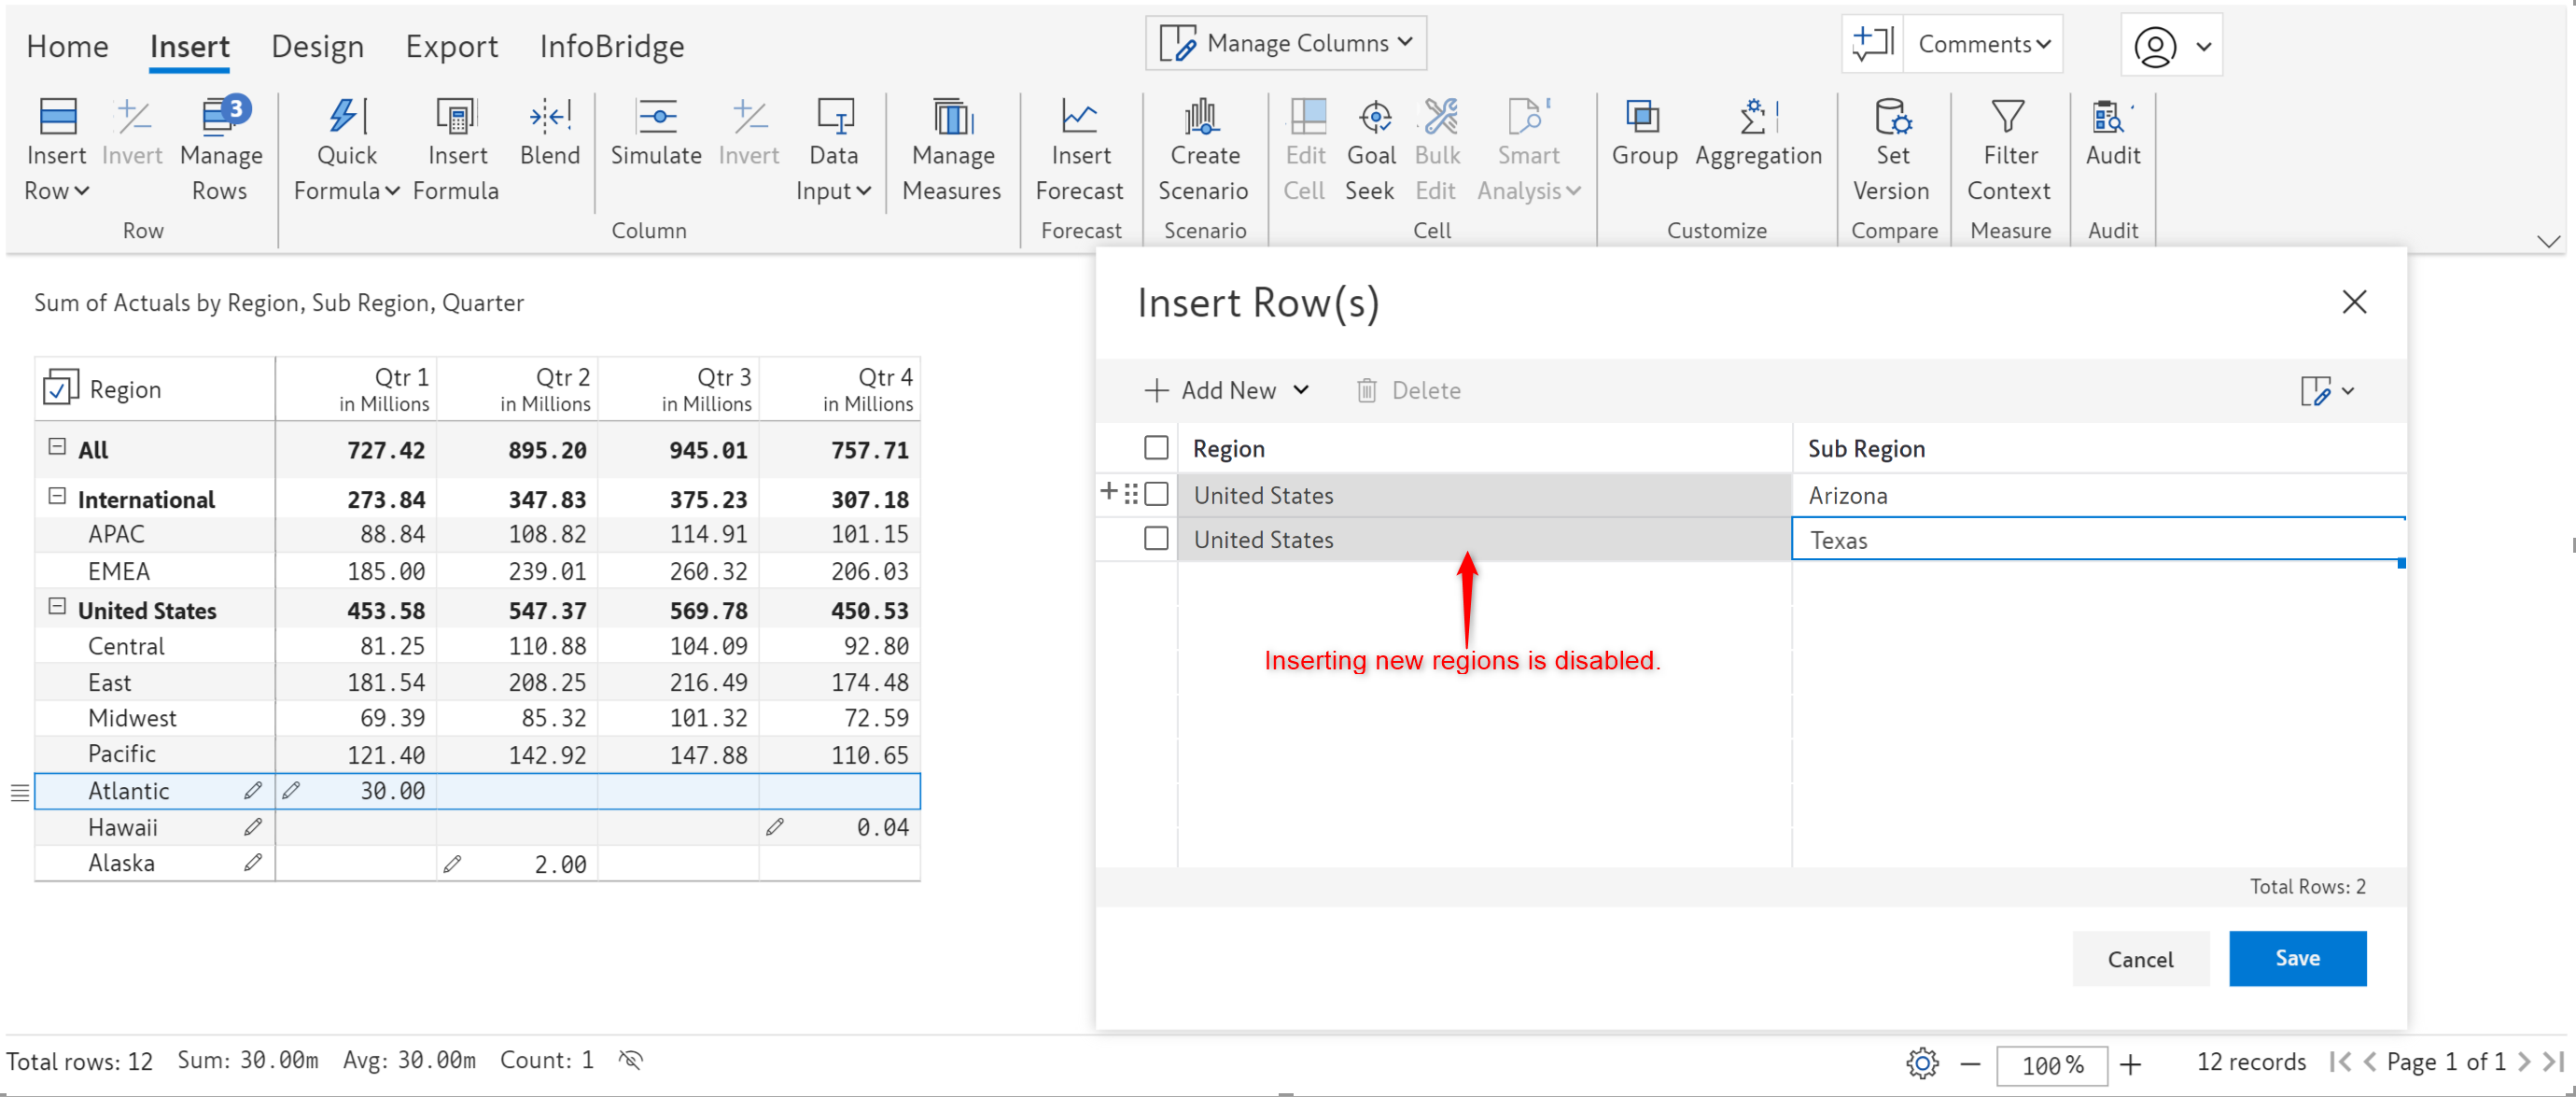 Home Insert Design Export InfoBridge
Manage Columns
Comments
Insert Row
Invert
Manage Rows
3
Row
Quick Formula
Insert Formula
Blend
Simulate
Invert
Data Input
Column
Manage Measures
Insert Forecast
Forecast
Create Scenario
Scenario
Edit Cell
Goal Seek
Bulk Edit
Smart Analysis
Cell
Group
Aggregation
Customize
Set Version
Compare
Filter Context
Measure
Audit
Audit
Sum of Actuals by Region, Sub Region, Quarter
Region Qtr 1 Qtr 2 Qtr 3 Qtr 4
in Millions in Millions in Millions in Millions
All 727.42 895.20 945.01 757.71
International 273.84 347.83 375.23 307.18
APAC 88.84 108.82 114.91 101.15
EMEA 185.00 239.01 260.32 206.03
United States 453.58 547.37 569.78 450.53
Central 81.25 110.88 104.09 92.80
East 181.54 208.25 216.49 174.48
Midwest 69.39 85.32 101.32 72.59
Pacific 121.40 142.92 147.88 110.65
Atlantic 30.00
Hawaii 0.04
Alaska 2.00
Insert Row(s)
Add New Delete
Region Sub Region
United States Arizona
United States Texas
Inserting new regions is disabled.
Total Rows: 2
Cancel Save
Total rows: 12 Sum: 30.00m Avg: 30.00m Count: 1
100% 12 records Page 1 of 1